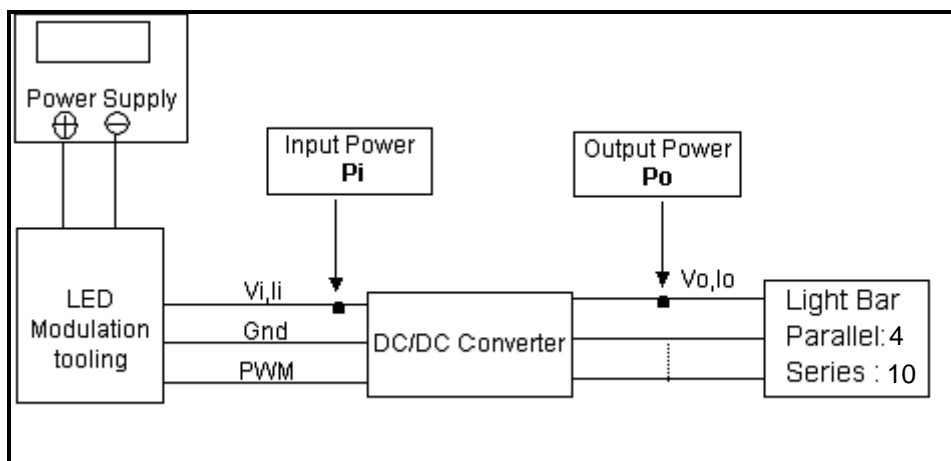 Power Supply
Input Power
Pi
Output Power
Po
LED
Modulation
tooling
Vi,Ii
Gnd
PWM
DC/DC Converter
Vo,Io
Light Bar
Parallel: 4
Series : 10